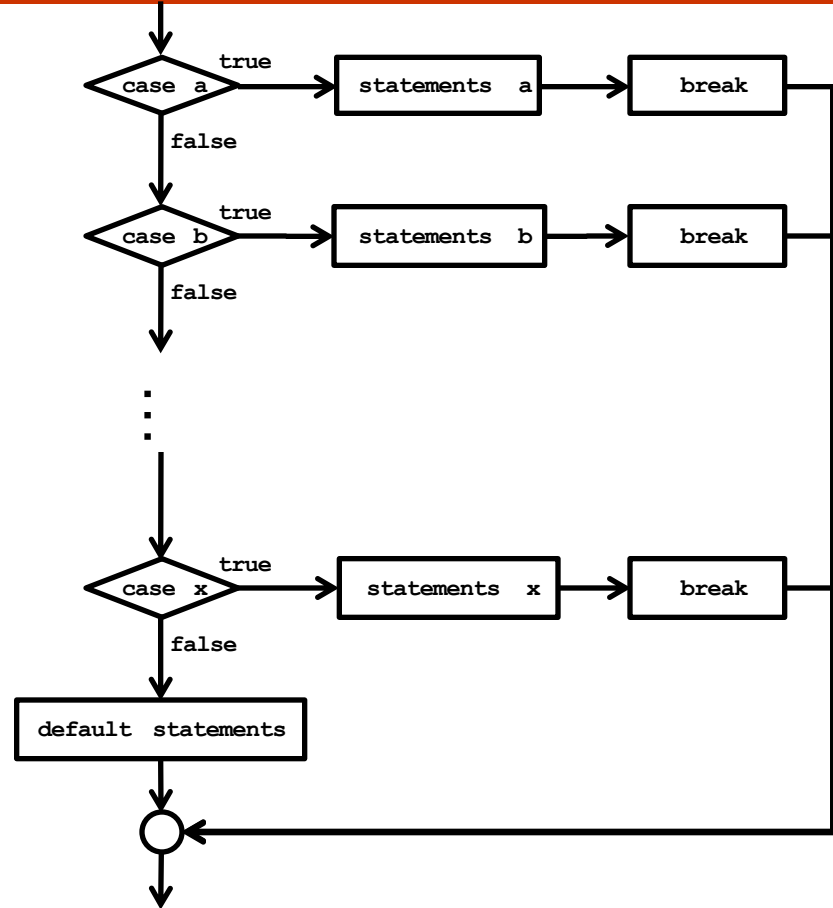 true
case a
statements a
break
false
true
case b
statements b
break
false
true
case x
statements x
break
false
default statements